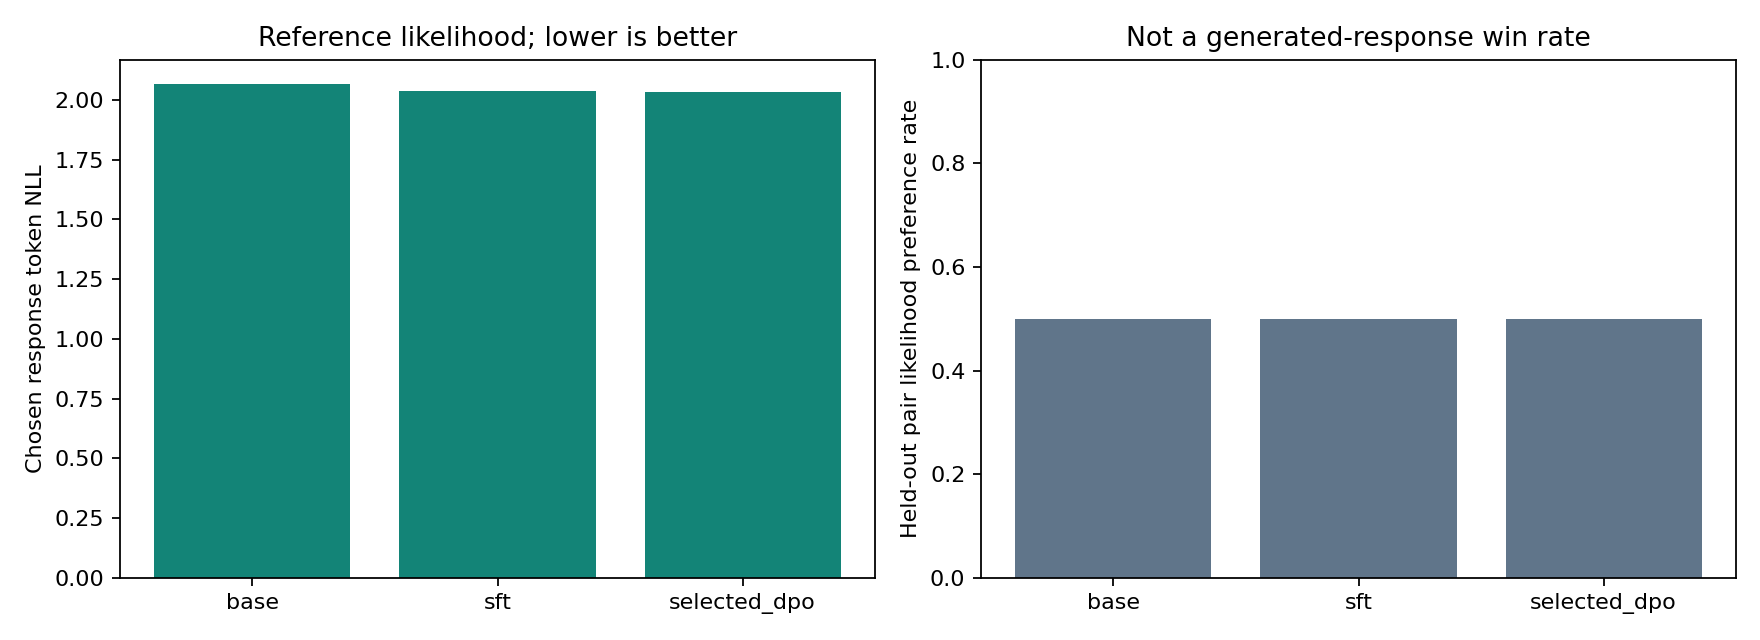 Reference likelihood; lower is better
Chosen response token NLL
2.00
1.75
1.50
1.25
1.00
0.75
0.50
0.25
0.00
base
sft
selected_dpo
Not a generated-response win rate
Held-out pair likelihood preference rate
1.0
0.8
0.6
0.4
0.2
0.0
base
sft
selected_dpo